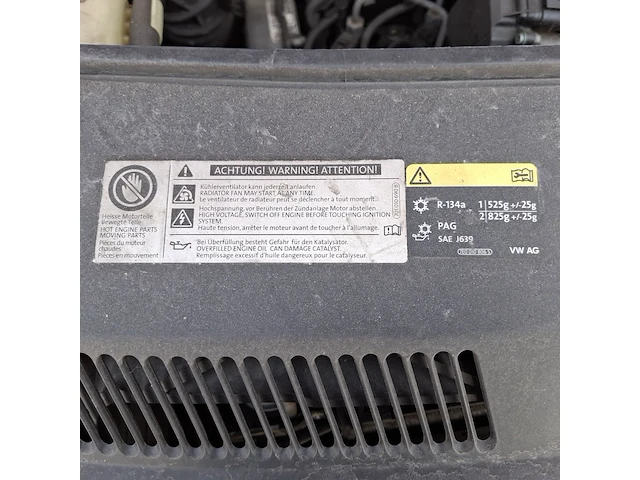 ACHTUNG! WARNING! ATTENTION!
Heisse Motorteile
Bewegte Teile
HOT ENGINE PARTS
MOVING PARTS
Pièces du moteur
chaudes
Pièces en mouvement
Kühlerventilator kann jederzeit anlaufen.
RADIATOR FAN MAY START AT ANY TIME.
Le ventilateur de radiateur peut se déclencher à tout moment.
Hochspannung, vor Berühren der Zündanlage Motor abstellen.
HIGH VOLTAGE, SWITCH OFF ENGINE BEFORE TOUCHING IGNITION
SYSTEM.
Haute tension, arrêter le moteur avant de toucher à l'allumage.
Bei Überfüllung besteht Gefahr für den Katalysator.
OVERFILLED ENGINE OIL CAN DAMAGE CATALYST.
Remplissage excessif d'huile dangereux pour le catalyseur.
R-134a 1 525g +/-25g
2 825g +/-25g
PAG
SAE J639
VW AG